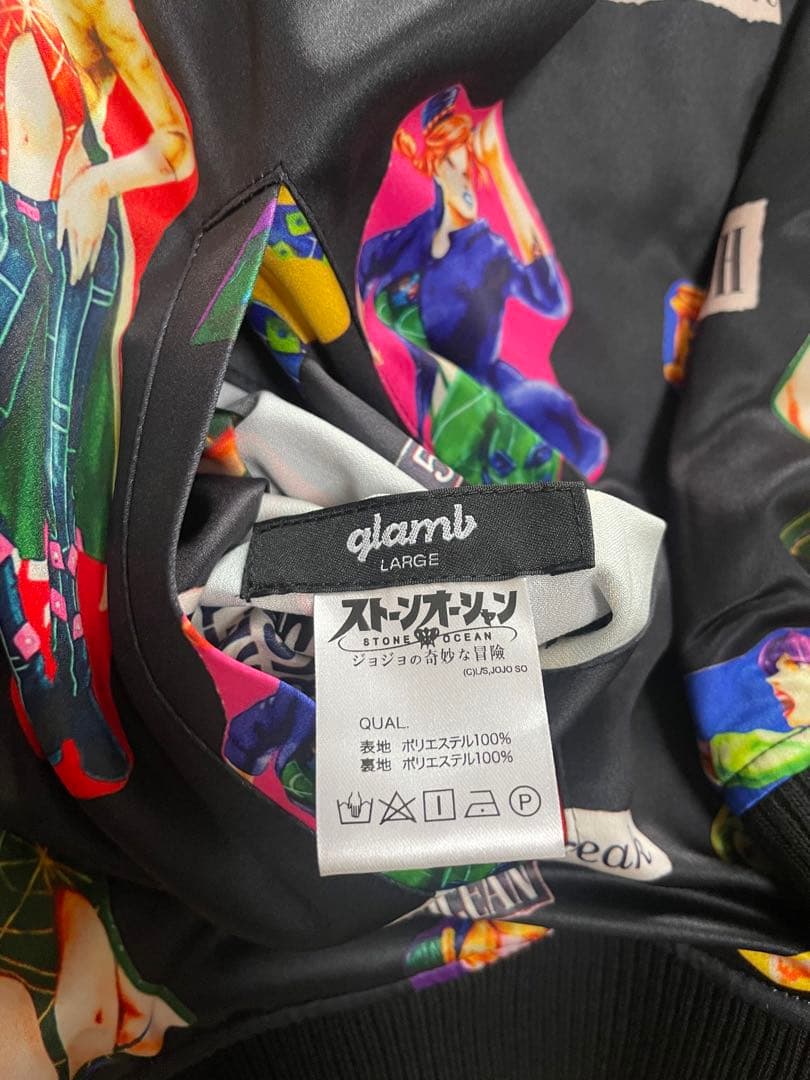 H
55
glamb
LARGE
ストーンオーシャン
STONE OCEAN
ジョジョの奇妙な冒険
(C)L/S,JOJO SO
QUAL.
表地 ポリエステル100%
裏地 ポリエステル100%
P